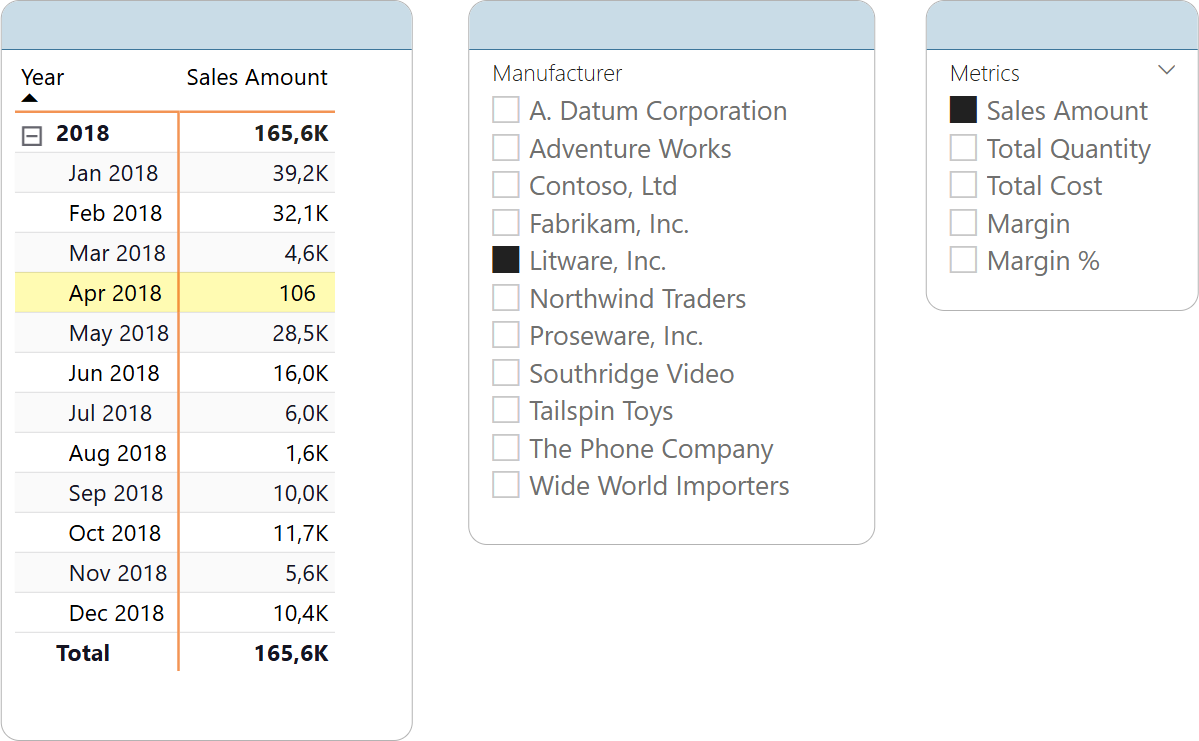 Year Sales Amount
2018 165,6K
Jan 2018 39,2K
Feb 2018 32,1K
Mar 2018 4,6K
Apr 2018 106
May 2018 28,5K
Jun 2018 16,0K
Jul 2018 6,0K
Aug 2018 1,6K
Sep 2018 10,0K
Oct 2018 11,7K
Nov 2018 5,6K
Dec 2018 10,4K
Total 165,6K
Manufacturer
A. Datum Corporation
Adventure Works
Contoso, Ltd
Fabrikam, Inc.
Litware, Inc.
Northwind Traders
Proseware, Inc.
Southridge Video
Tailspin Toys
The Phone Company
Wide World Importers
Metrics
Sales Amount
Total Quantity
Total Cost
Margin
Margin %